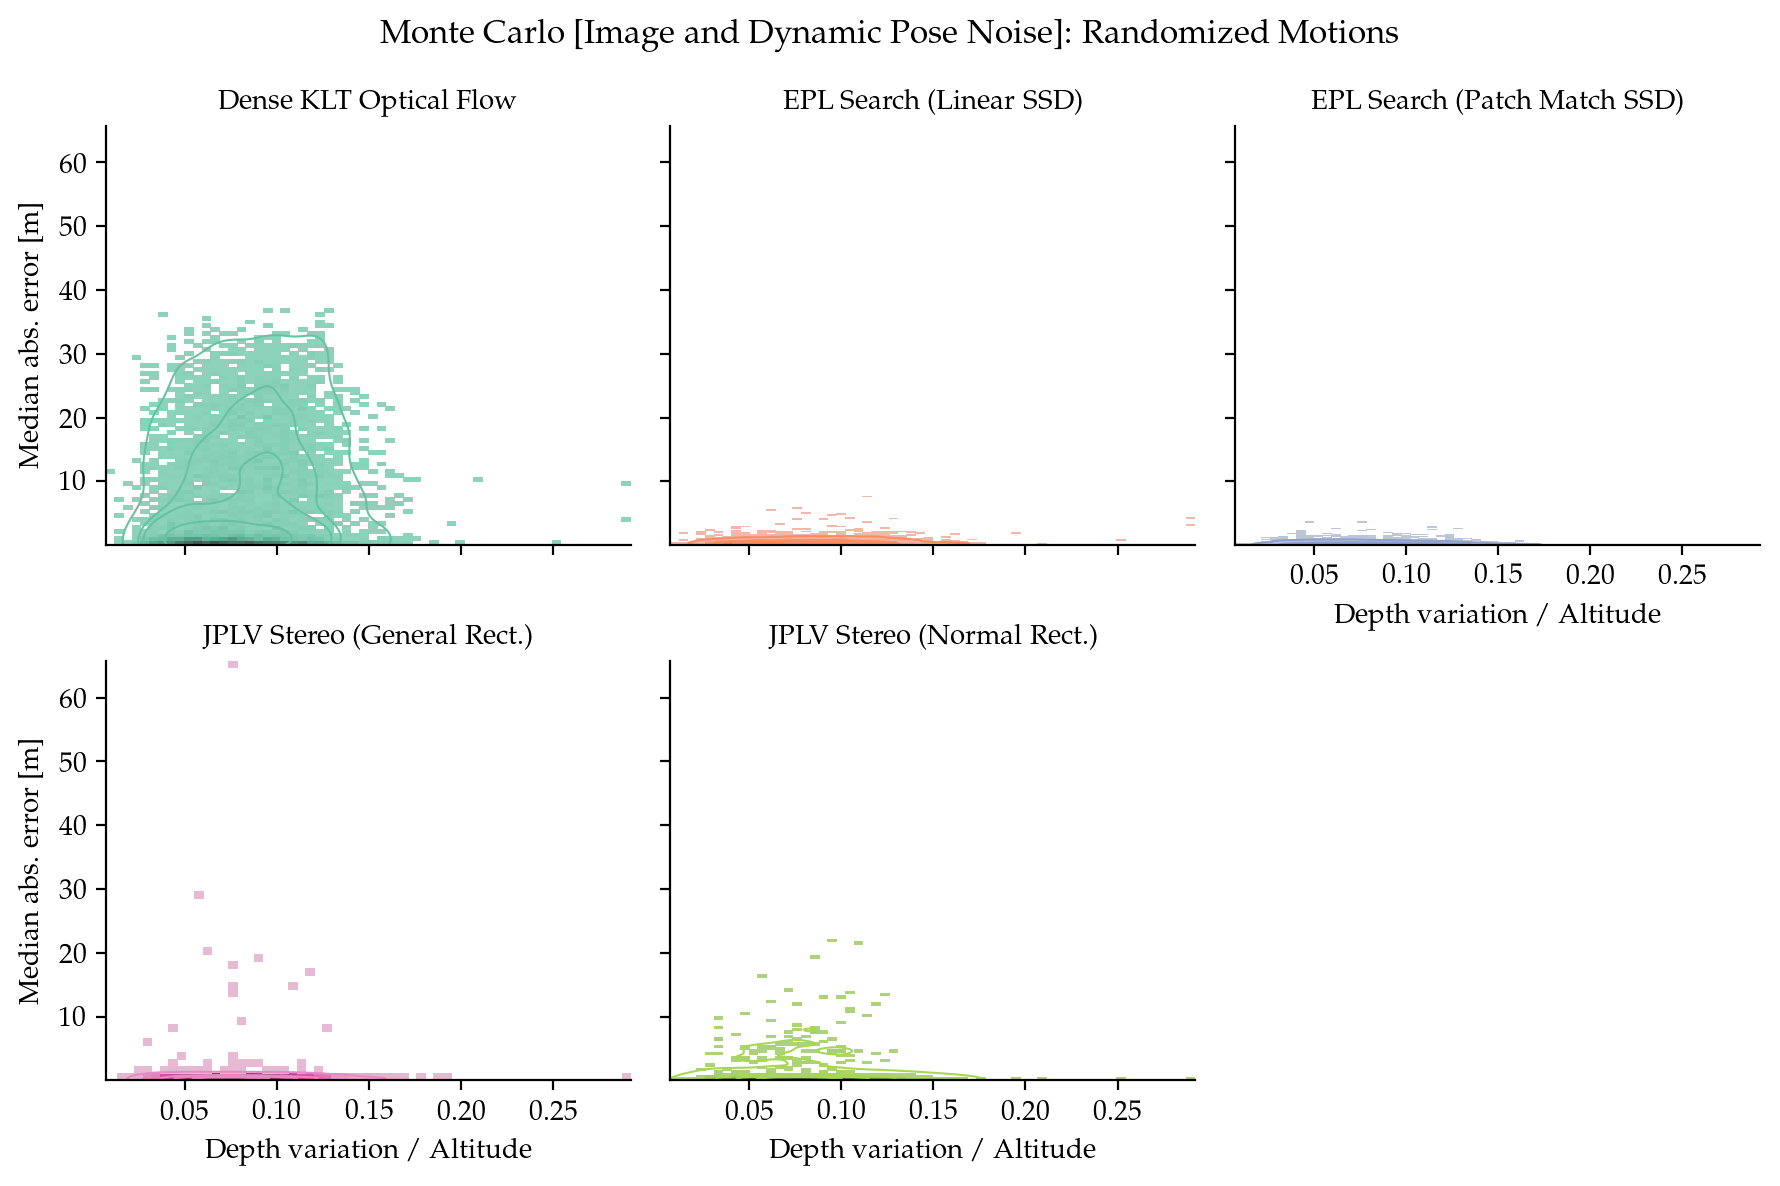 Monte Carlo [Image and Dynamic Pose Noise]: Randomized Motions
Dense KLT Optical Flow
EPL Search (Linear SSD)
EPL Search (Patch Match SSD)
Median abs. error [m]
60
50
40
30
20
10
0.05 0.10 0.15 0.20 0.25
Depth variation / Altitude
JPLV Stereo (General Rect.)
JPLV Stereo (Normal Rect.)
Median abs. error [m]
60
50
40
30
20
10
0.05 0.10 0.15 0.20 0.25
Depth variation / Altitude
0.05 0.10 0.15 0.20 0.25
Depth variation / Altitude